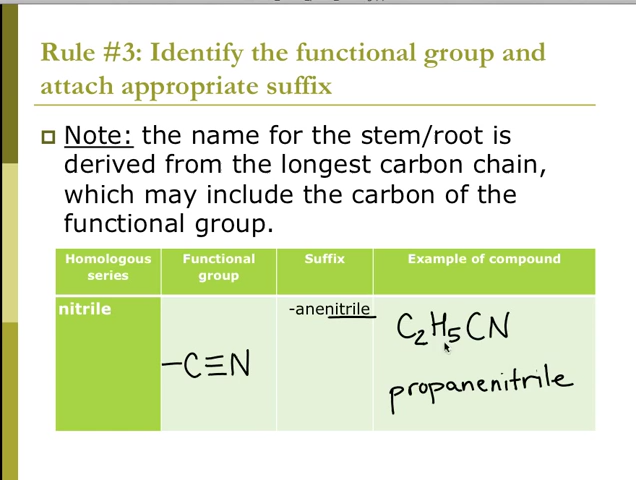 Rule #3: Identify the functional group and
attach appropriate suffix
Note: the name for the stem/root is
derived from the longest carbon chain,
which may include the carbon of the
functional group.
Homologous series
Functional group
Suffix
Example of compound
nitrile
-C≡N
-anenitrile
C₂H₅CN
propanenitrile